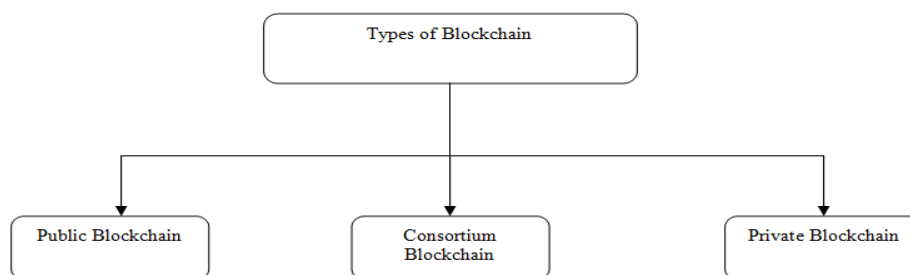 Types of Blockchain
Public Blockchain
Consortium
Blockchain
Private Blockchain